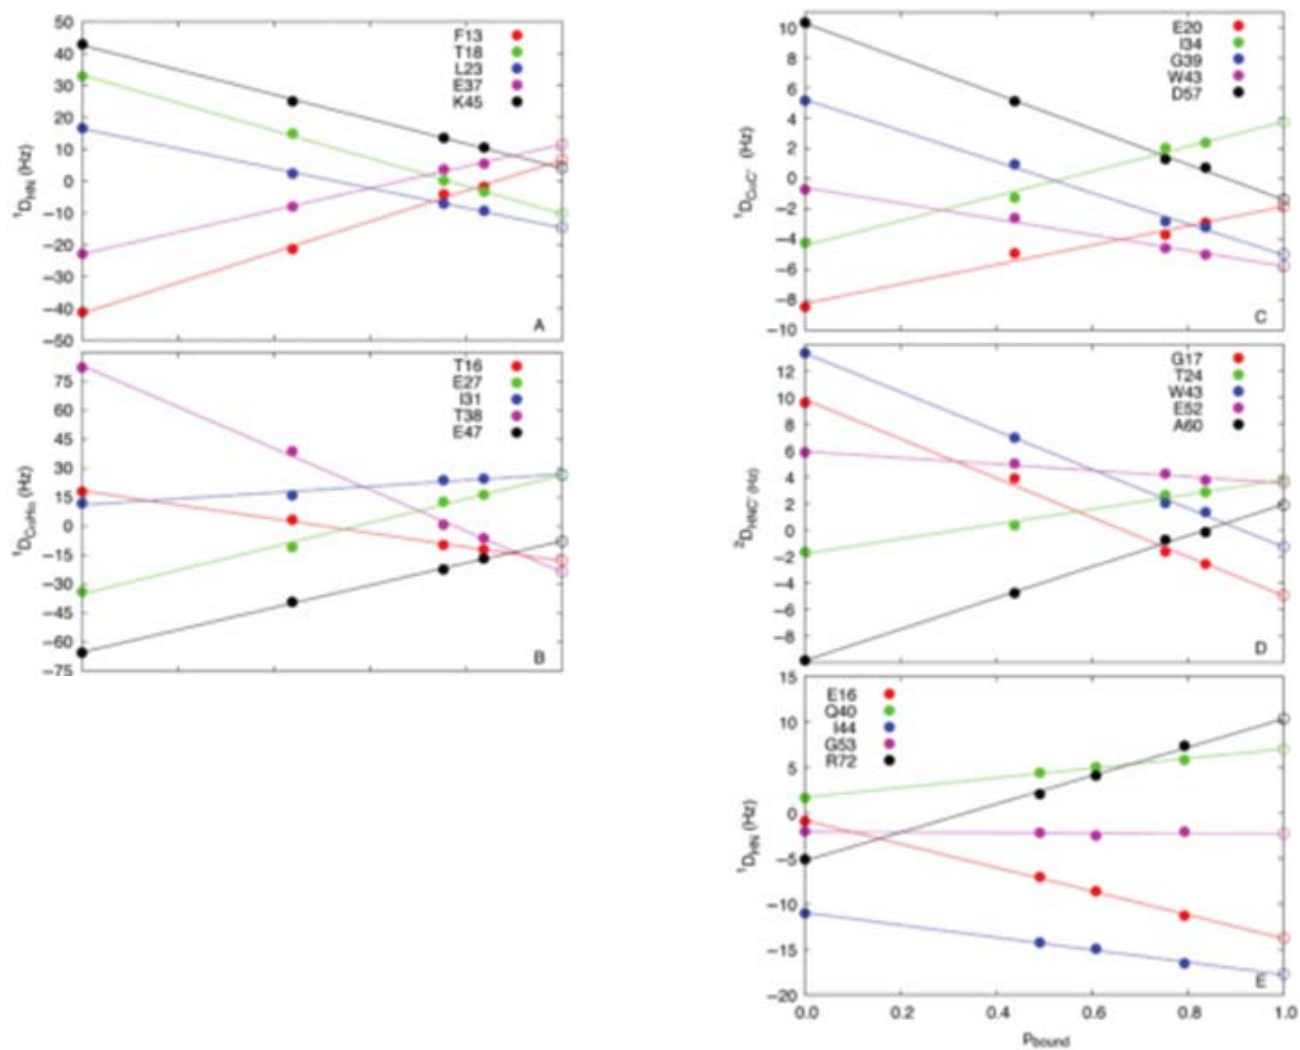 50
40
30
20
10
0
−10
−20
−30
−40
−50
¹D_HN (Hz)
F13
T18
L23
E37
K45
A
75
60
45
30
15
0
−15
−30
−45
−60
−75
¹D_CαHα (Hz)
T16
E27
I31
T38
E47
B
10
8
6
4
2
0
−2
−4
−6
−8
−10
¹D_CαC' (Hz)
E20
I34
G39
W43
D57
C
12
10
8
6
4
2
0
−2
−4
−6
−8
²D_HNC' (Hz)
G17
T24
W43
E52
A60
D
15
10
5
0
−5
−10
−15
−20
¹D_HN (Hz)
E16
Q40
I44
G53
R72
E
0.0 0.2 0.4 0.6 0.8 1.0
p_bound